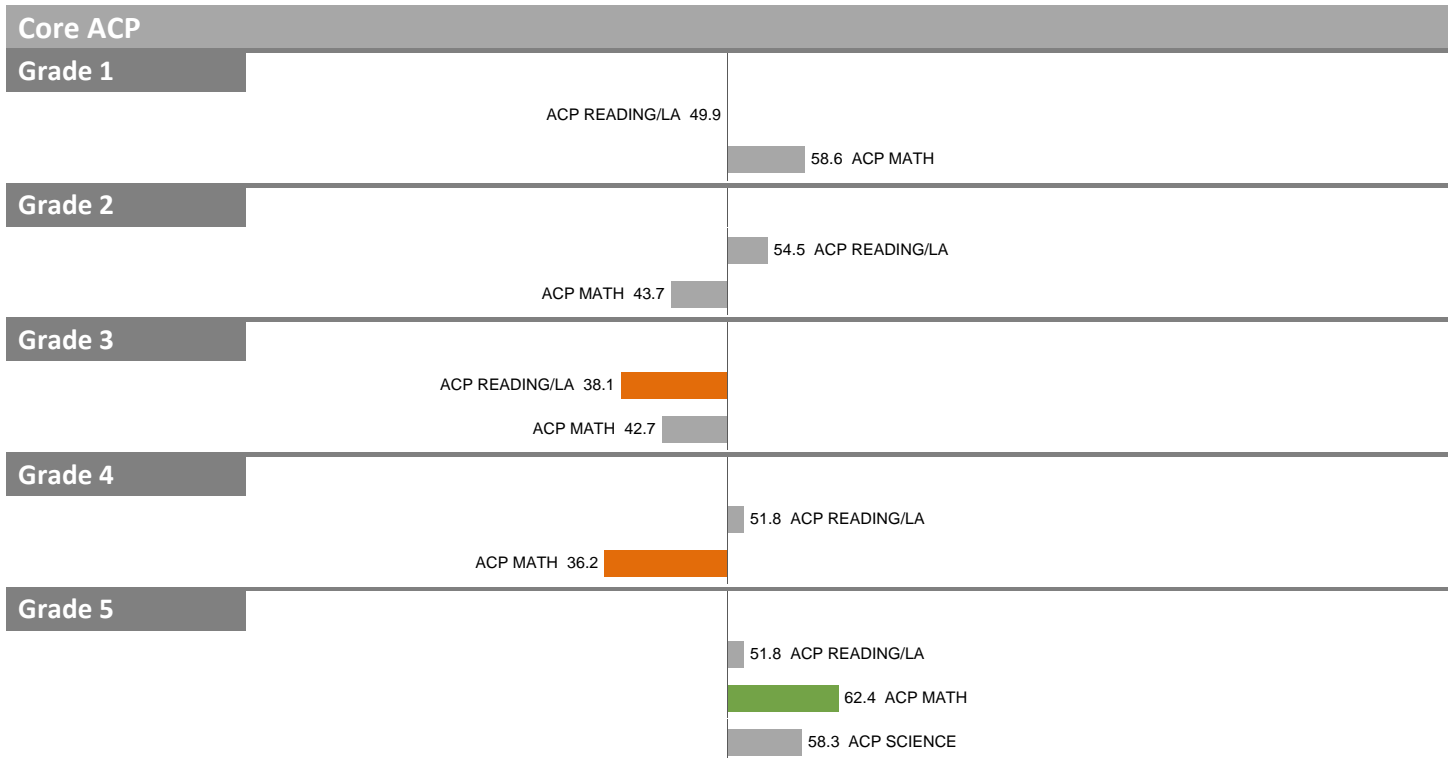 Core ACP
Grade 1
ACP READING/LA 49.9
58.6 ACP MATH
Grade 2
54.5 ACP READING/LA
ACP MATH 43.7
Grade 3
ACP READING/LA 38.1
ACP MATH 42.7
Grade 4
51.8 ACP READING/LA
ACP MATH 36.2
Grade 5
51.8 ACP READING/LA
62.4 ACP MATH
58.3 ACP SCIENCE